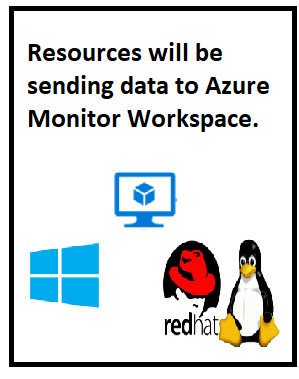 Resources will be
sending data to Azure
Monitor Workspace.
redhat